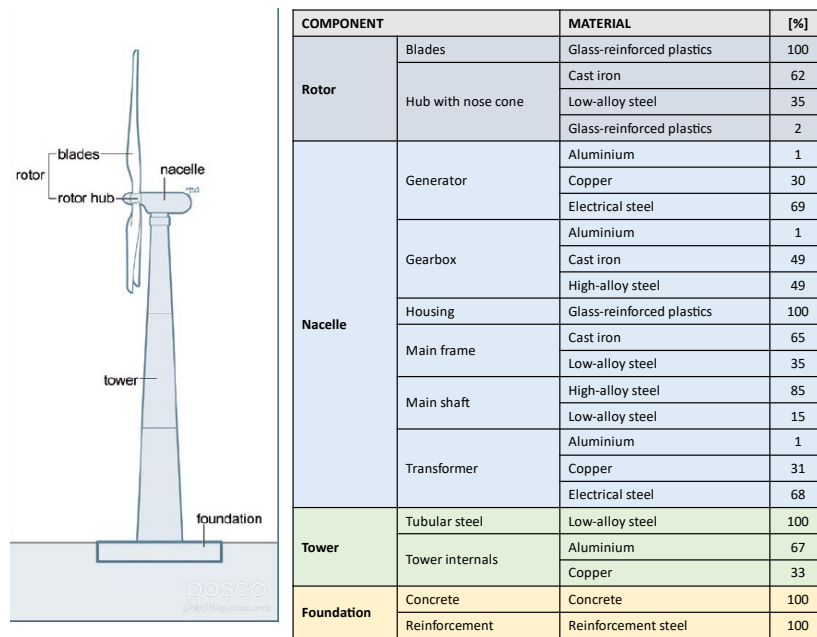 blades
rotor
nacelle
rotor hub
tower
foundation
posco
COMPONENT MATERIAL [%]
Rotor Blades Glass-reinforced plastics 100
Hub with nose cone Cast iron 62
Low-alloy steel 35
Glass-reinforced plastics 2
Nacelle Generator Aluminium 1
Copper 30
Electrical steel 69
Gearbox Aluminium 1
Cast iron 49
High-alloy steel 49
Housing Glass-reinforced plastics 100
Main frame Cast iron 65
Low-alloy steel 35
Main shaft High-alloy steel 85
Low-alloy steel 15
Transformer Aluminium 1
Copper 31
Electrical steel 68
Tower Tubular steel Low-alloy steel 100
Tower internals Aluminium 67
Copper 33
Foundation Concrete Concrete 100
Reinforcement Reinforcement steel 100